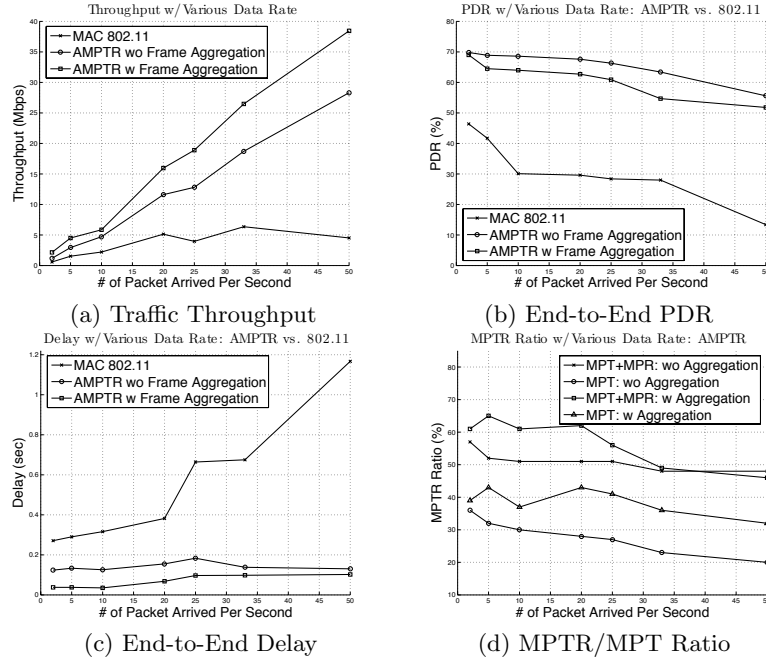 Throughput w/Various Data Rate
MAC 802.11
AMPTR wo Frame Aggregation
AMPTR w Frame Aggregation
40
35
30
25
20
15
10
5
0
Throughput (Mbps)
0 5 10 15 20 25 30 35 40 45 50
# of Packet Arrived Per Second
(a) Traffic Throughput
PDR w/Various Data Rate: AMPTR vs. 802.11
80
70
60
50
40
30
20
10
0
PDR (%)
MAC 802.11
AMPTR wo Frame Aggregation
AMPTR w Frame Aggregation
0 5 10 15 20 25 30 35 40 45 50
# of Packet Arrived Per Second
(b) End-to-End PDR
Delay w/Various Data Rate: AMPTR vs. 802.11
MAC 802.11
AMPTR wo Frame Aggregation
AMPTR w Frame Aggregation
1.2
1
0.8
0.6
0.4
0.2
0
Delay (sec)
0 5 10 15 20 25 30 35 40 45 50
# of Packet Arrived Per Second
(c) End-to-End Delay
MPTR Ratio w/Various Data Rate: AMPTR
MPT+MPR: wo Aggregation
MPT: wo Aggregation
MPT+MPR: w Aggregation
MPT: w Aggregation
80
70
60
50
40
30
20
10
MPTR Ratio (%)
0 5 10 15 20 25 30 35 40 45 50
# of Packet Arrived Per Second
(d) MPTR/MPT Ratio